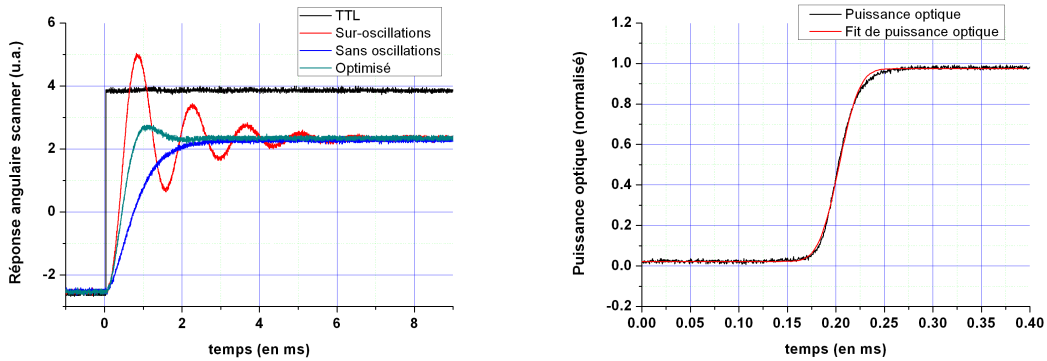 6
4
2
0
-2
0
2
4
6
8
Réponse angulaire scanner (u.a.)
temps (en ms)
TTL
Sur-oscillations
Sans oscillations
Optimisé
1.2
1.0
0.8
0.6
0.4
0.2
0.0
-0.2
0.00
0.05
0.10
0.15
0.20
0.25
0.30
0.35
0.40
Puissance optique (normalisé)
temps (en ms)
Puissance optique
Fit de puissance optique